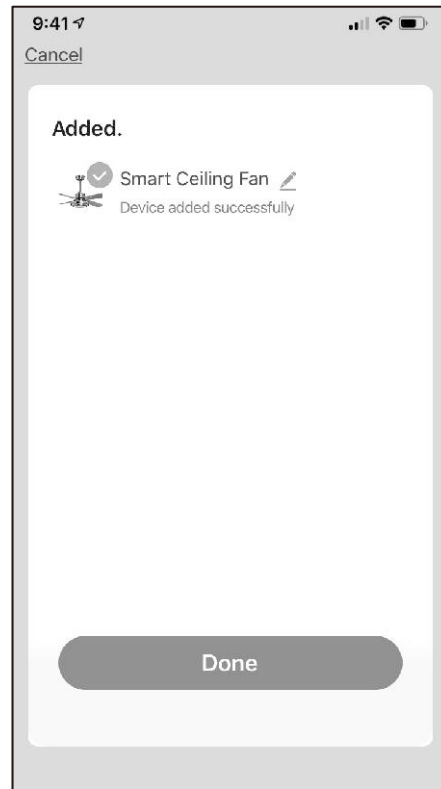 9:41
Cancel
Added.
Smart Ceiling Fan
Device added successfully
Done